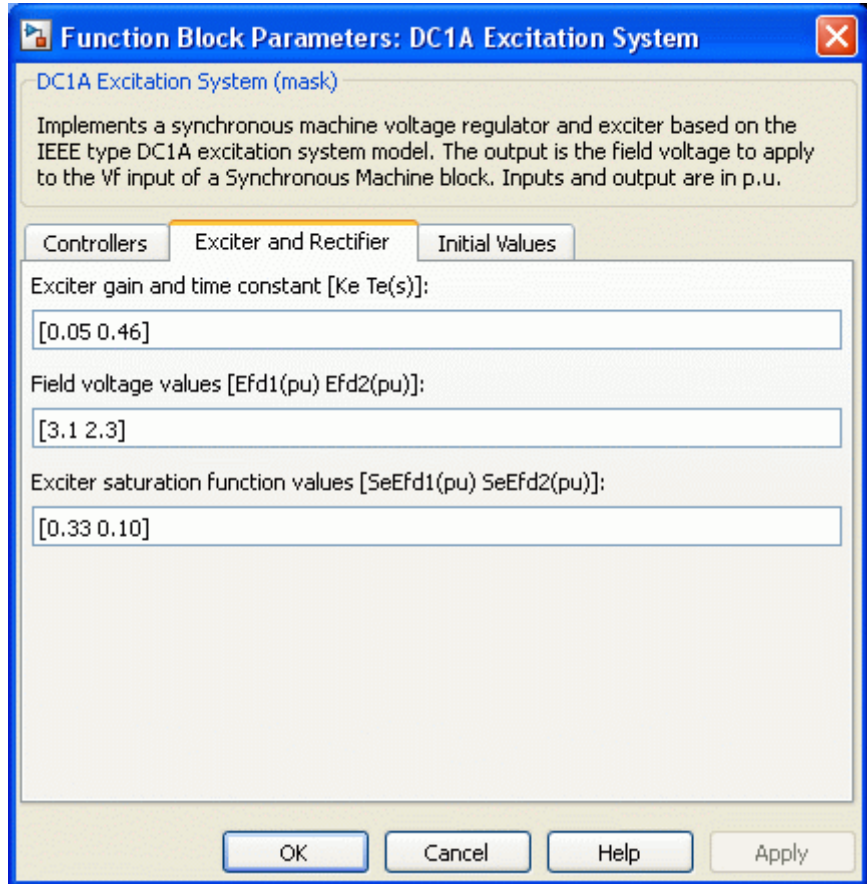 Function Block Parameters: DC1A Excitation System
DC1A Excitation System (mask)
Implements a synchronous machine voltage regulator and exciter based on the
IEEE type DC1A excitation system model. The output is the field voltage to apply
to the Vf input of a Synchronous Machine block. Inputs and output are in p.u.
Controllers Exciter and Rectifier Initial Values
Exciter gain and time constant [Ke Te(s)]:
[0.05 0.46]
Field voltage values [Efd1(pu) Efd2(pu)]:
[3.1 2.3]
Exciter saturation function values [SeEfd1(pu) SeEfd2(pu)]:
[0.33 0.10]
OK Cancel Help Apply